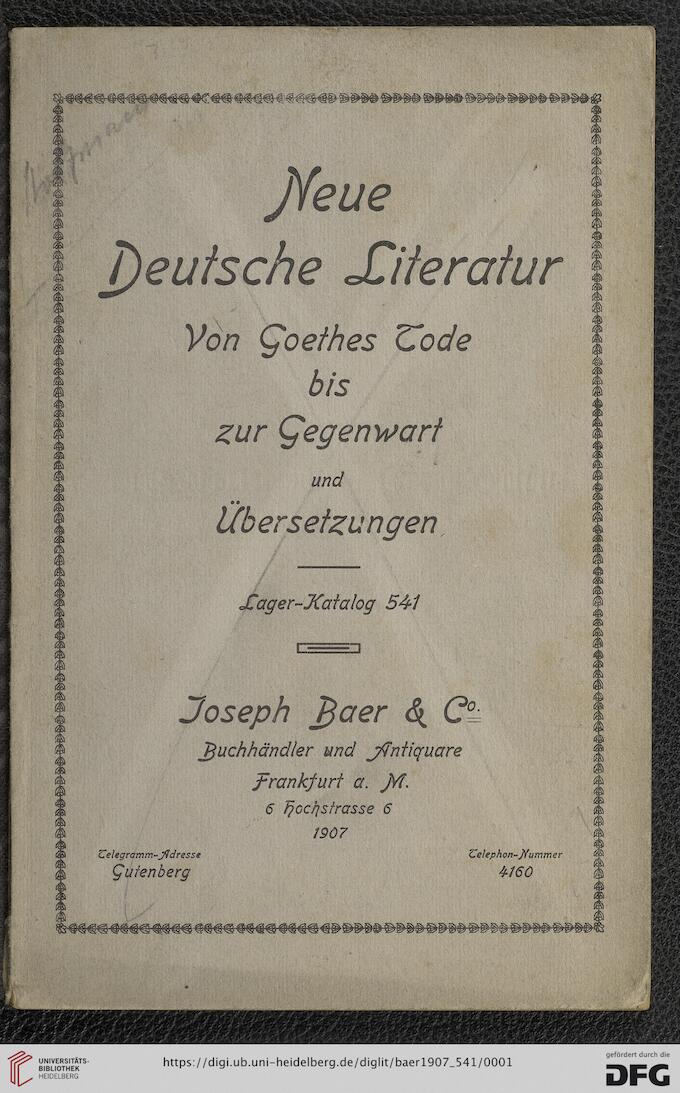 Neue
Deutsche Literatur
Von Goethes Tode
bis
zur Gegenwart
und
Übersetzungen
Lager-Katalog 541
Joseph Baer & Co.
Buchhändler und Antiquare
Frankfurt a. M.
6 Hochstrasse 6
1907
Telegramm-Adresse
Gutenberg
Telephon-Nummer
4160
UNIVERSITÄTS-
BIBLIOTHEK
HEIDELBERG
https://digi.ub.uni-heidelberg.de/diglit/baer1907_541/0001
gefördert durch die
DFG